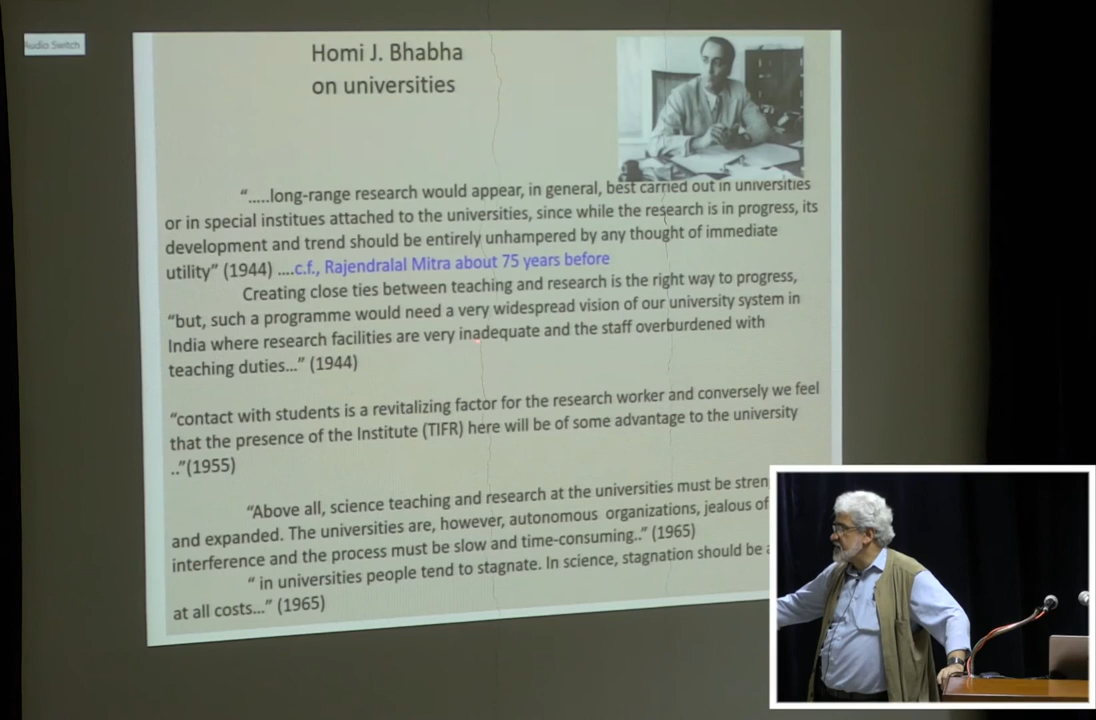 Audio Switch
Homi J. Bhabha
on universities
“.....long-range research would appear, in general, best carried out in universities
or in special institues attached to the universities, since while the research is in progress, its
development and trend should be entirely unhampered by any thought of immediate
utility” (1944) ....c.f., Rajendralal Mitra about 75 years before
Creating close ties between teaching and research is the right way to progress,
“but, such a programme would need a very widespread vision of our university system in
India where research facilities are very inadequate and the staff overburdened with
teaching duties...” (1944)
“contact with students is a revitalizing factor for the research worker and conversely we feel
that the presence of the Institute (TIFR) here will be of some advantage to the university
..”(1955)
“Above all, science teaching and research at the universities must be stren
and expanded. The universities are, however, autonomous organizations, jealous of
interference and the process must be slow and time-consuming..” (1965)
“ in universities people tend to stagnate. In science, stagnation should be
at all costs...” (1965)